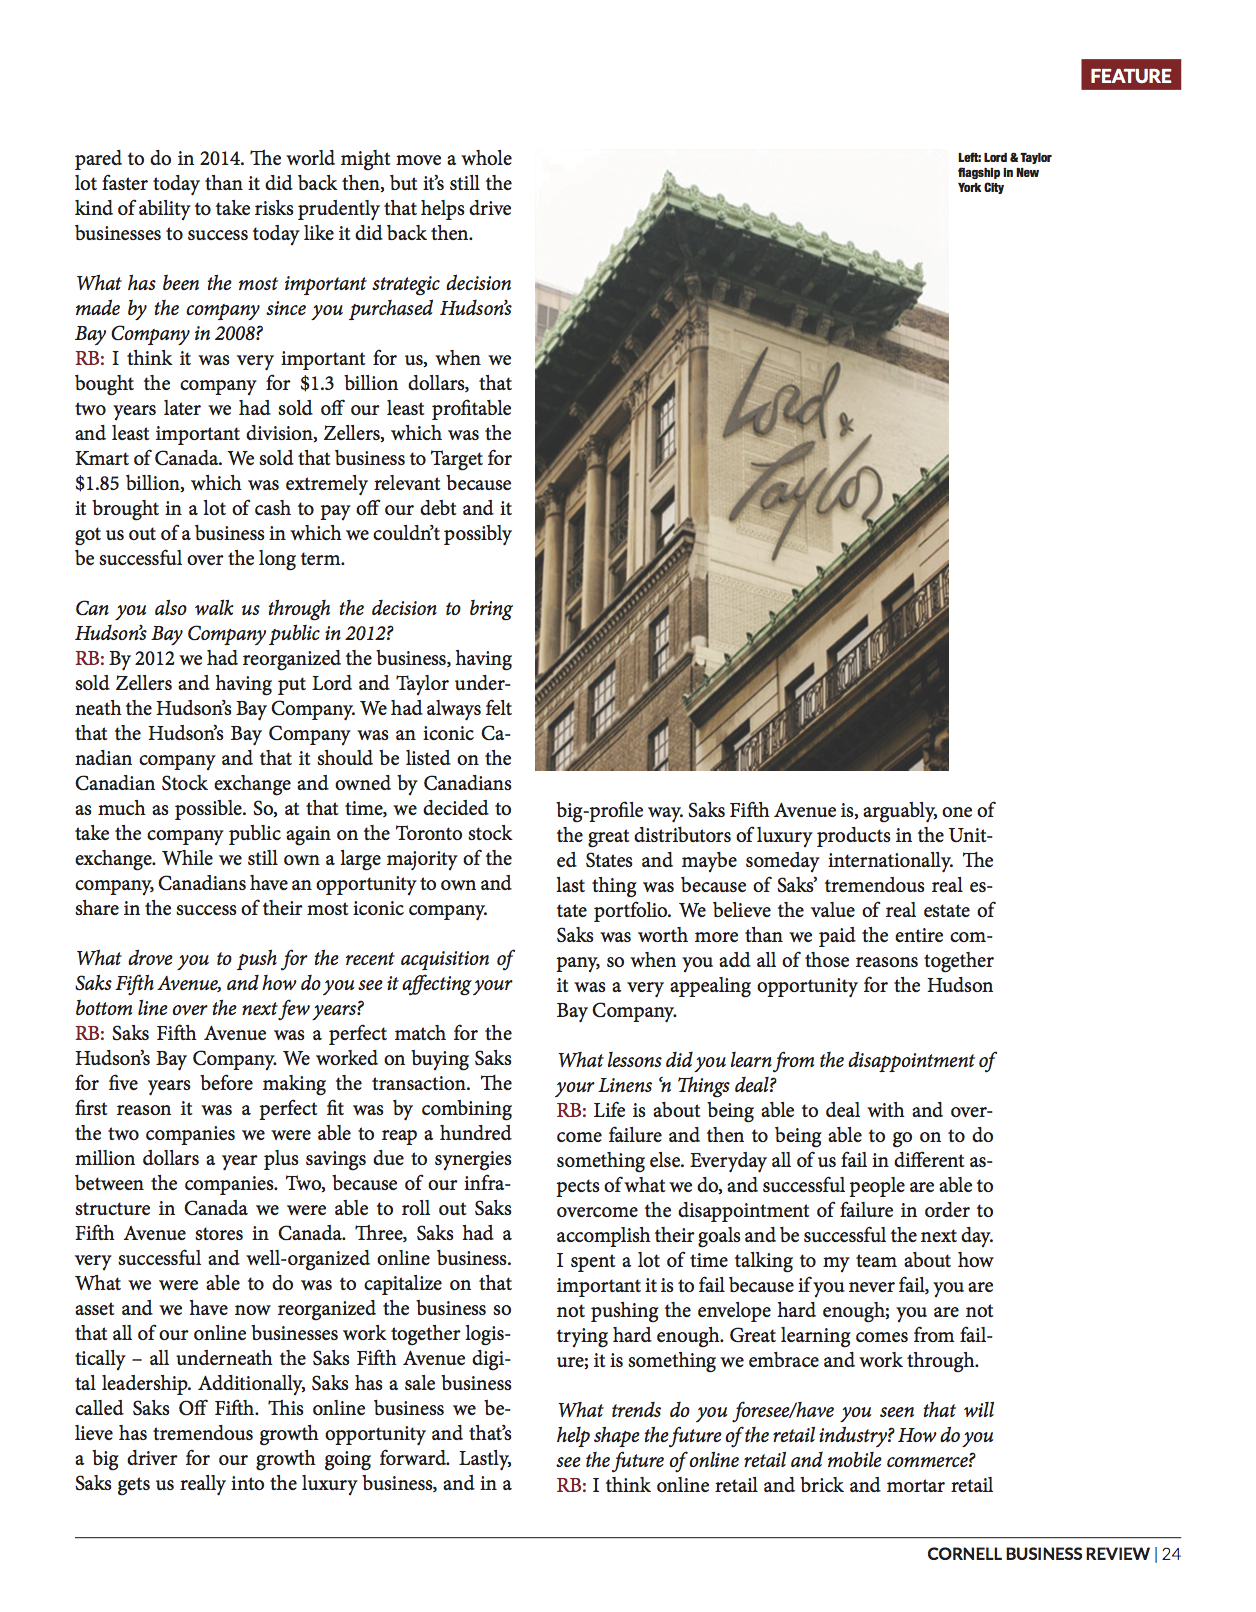 FEATURE
pared to do in 2014. The world might move a whole
lot faster today than it did back then, but it’s still the
kind of ability to take risks prudently that helps drive
businesses to success today like it did back then.
What has been the most important strategic decision
made by the company since you purchased Hudson’s
Bay Company in 2008?
RB: I think it was very important for us, when we
bought the company for $1.3 billion dollars, that
two years later we had sold off our least profitable
and least important division, Zellers, which was the
Kmart of Canada. We sold that business to Target for
$1.85 billion, which was extremely relevant because
it brought in a lot of cash to pay off our debt and it
got us out of a business in which we couldn’t possibly
be successful over the long term.
Can you also walk us through the decision to bring
Hudson’s Bay Company public in 2012?
RB: By 2012 we had reorganized the business, having
sold Zellers and having put Lord and Taylor under-
neath the Hudson’s Bay Company. We had always felt
that the Hudson’s Bay Company was an iconic Ca-
nadian company and that it should be listed on the
Canadian Stock exchange and owned by Canadians
as much as possible. So, at that time, we decided to
take the company public again on the Toronto stock
exchange. While we still own a large majority of the
company, Canadians have an opportunity to own and
share in the success of their most iconic company.
What drove you to push for the recent acquisition of
Saks Fifth Avenue, and how do you see it affecting your
bottom line over the next few years?
RB: Saks Fifth Avenue was a perfect match for the
Hudson’s Bay Company. We worked on buying Saks
for five years before making the transaction. The
first reason it was a perfect fit was by combining
the two companies we were able to reap a hundred
million dollars a year plus savings due to synergies
between the companies. Two, because of our infra-
structure in Canada we were able to roll out Saks
Fifth Avenue stores in Canada. Three, Saks had a
very successful and well-organized online business.
What we were able to do was to capitalize on that
asset and we have now reorganized the business so
that all of our online businesses work together logis-
tically – all underneath the Saks Fifth Avenue digi-
tal leadership. Additionally, Saks has a sale business
called Saks Off Fifth. This online business we be-
lieve has tremendous growth opportunity and that’s
a big driver for our growth going forward. Lastly,
Saks gets us really into the luxury business, and in a
Lord &
Taylor
Left: Lord & Taylor
flagship in New
York City
big-profile way. Saks Fifth Avenue is, arguably, one of
the great distributors of luxury products in the Unit-
ed States and maybe someday internationally. The
last thing was because of Saks’ tremendous real es-
tate portfolio. We believe the value of real estate of
Saks was worth more than we paid the entire com-
pany, so when you add all of those reasons together
it was a very appealing opportunity for the Hudson
Bay Company.
What lessons did you learn from the disappointment of
your Linens ‘n Things deal?
RB: Life is about being able to deal with and over-
come failure and then to being able to go on to do
something else. Everyday all of us fail in different as-
pects of what we do, and successful people are able to
overcome the disappointment of failure in order to
accomplish their goals and be successful the next day.
I spent a lot of time talking to my team about how
important it is to fail because if you never fail, you are
not pushing the envelope hard enough; you are not
trying hard enough. Great learning comes from fail-
ure; it is something we embrace and work through.
What trends do you foresee/have you seen that will
help shape the future of the retail industry? How do you
see the future of online retail and mobile commerce?
RB: I think online retail and brick and mortar retail
CORNELL BUSINESS REVIEW | 24